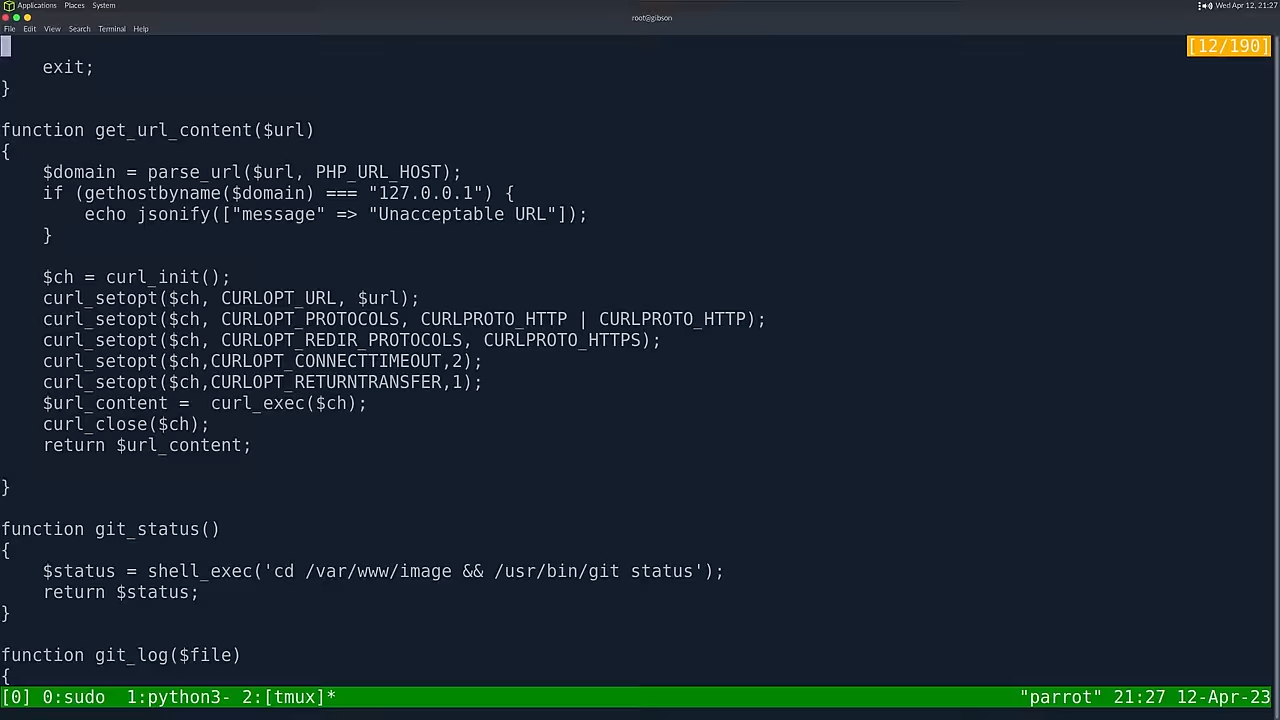 Applications Places System
Wed Apr 12, 21:27
root@gibson
File Edit View Search Terminal Help
[12/190]
    exit;
}
function get_url_content($url)
{
    $domain = parse_url($url, PHP_URL_HOST);
    if (gethostbyname($domain) === "127.0.0.1") {
        echo jsonify(["message" => "Unacceptable URL"]);
    }
    $ch = curl_init();
    curl_setopt($ch, CURLOPT_URL, $url);
    curl_setopt($ch, CURLOPT_PROTOCOLS, CURLPROTO_HTTP | CURLPROTO_HTTP);
    curl_setopt($ch, CURLOPT_REDIR_PROTOCOLS, CURLPROTO_HTTPS);
    curl_setopt($ch,CURLOPT_CONNECTTIMEOUT,2);
    curl_setopt($ch,CURLOPT_RETURNTRANSFER,1);
    $url_content =  curl_exec($ch);
    curl_close($ch);
    return $url_content;
}
function git_status()
{
    $status = shell_exec('cd /var/www/image && /usr/bin/git status');
    return $status;
}
function git_log($file)
{
[0] 0:sudo  1:python3- 2:[tmux]* "parrot" 21:27 12-Apr-23